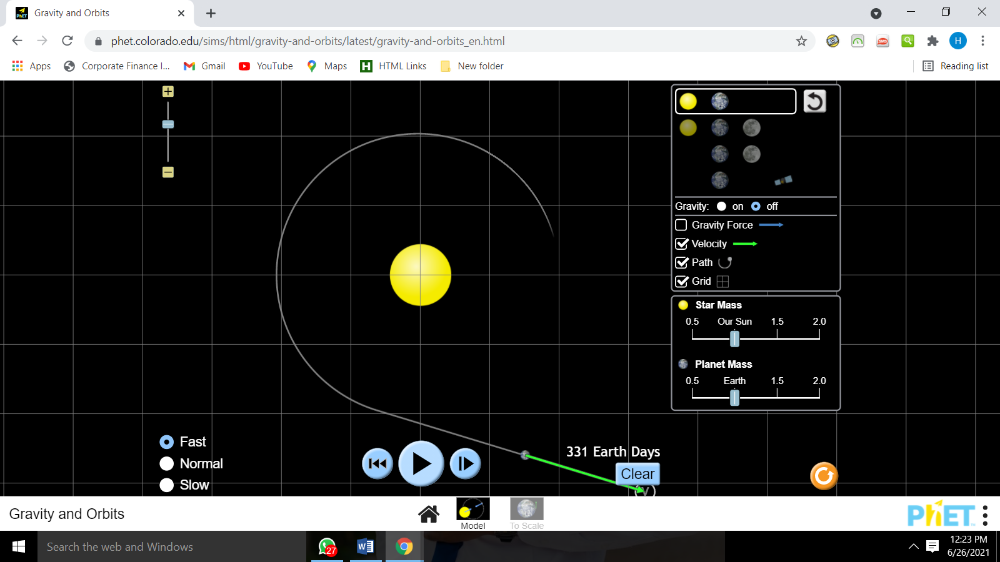 Gravity and Orbits
phet.colorado.edu/sims/html/gravity-and-orbits/latest/gravity-and-orbits_en.html
H
Apps Corporate Finance I... Gmail YouTube Maps HTML Links New folder Reading list
Gravity: on off
Gravity Force
Velocity
Path
Grid
Star Mass
0.5 Our Sun 1.5 2.0
Planet Mass
0.5 Earth 1.5 2.0
Fast
Normal
Slow
331 Earth Days
Clear
V
Gravity and Orbits
Model
To Scale
PhET
Search the web and Windows
27
12:23 PM
6/26/2021